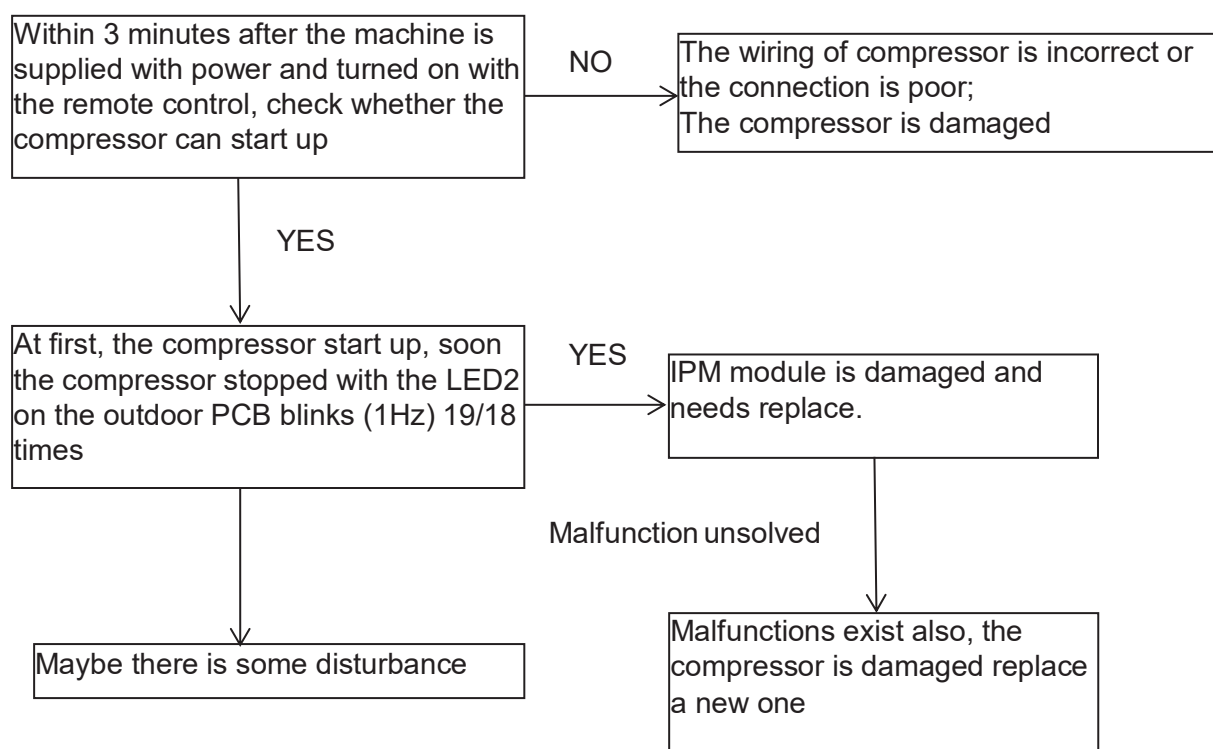 Within 3 minutes after the machine is
supplied with power and turned on with
the remote control, check whether the
compressor can start up
NO
The wiring of compressor is incorrect or
the connection is poor;
The compressor is damaged
YES
At first, the compressor start up, soon
the compressor stopped with the LED2
on the outdoor PCB blinks (1Hz) 19/18
times
YES
IPM module is damaged and
needs replace.
Malfunction unsolved
Maybe there is some disturbance
Malfunctions exist also, the
compressor is damaged replace
a new one